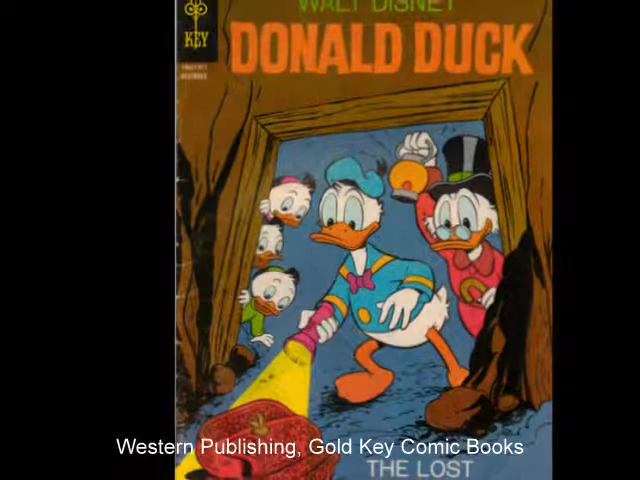 WALT DISNEY
KEY
DONALD DUCK
Western Publishing, Gold Key Comic Books
THE LOST